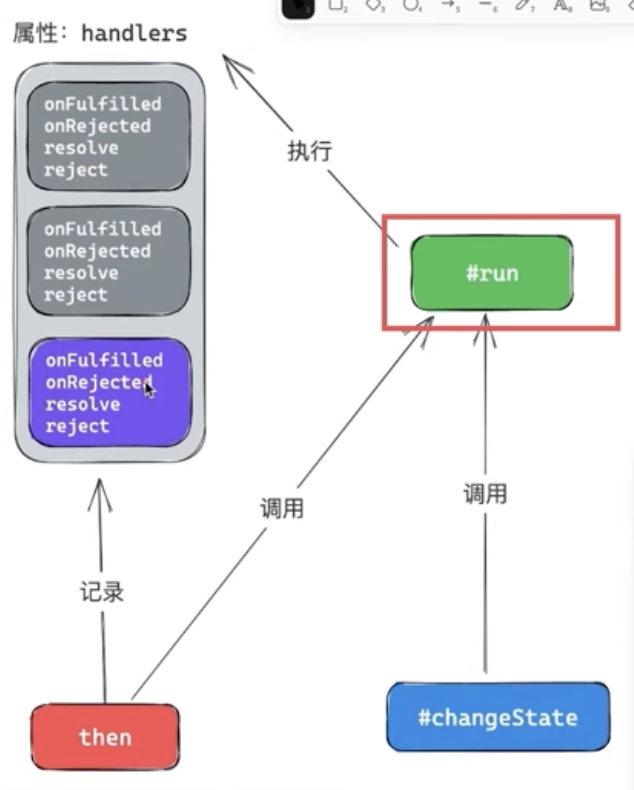 属性：handlers
onFulfilled
onRejected
resolve
reject
执行
onFulfilled
onRejected
resolve
reject
#run
onFulfilled
onRejected
resolve
reject
调用
调用
记录
then
#changeState